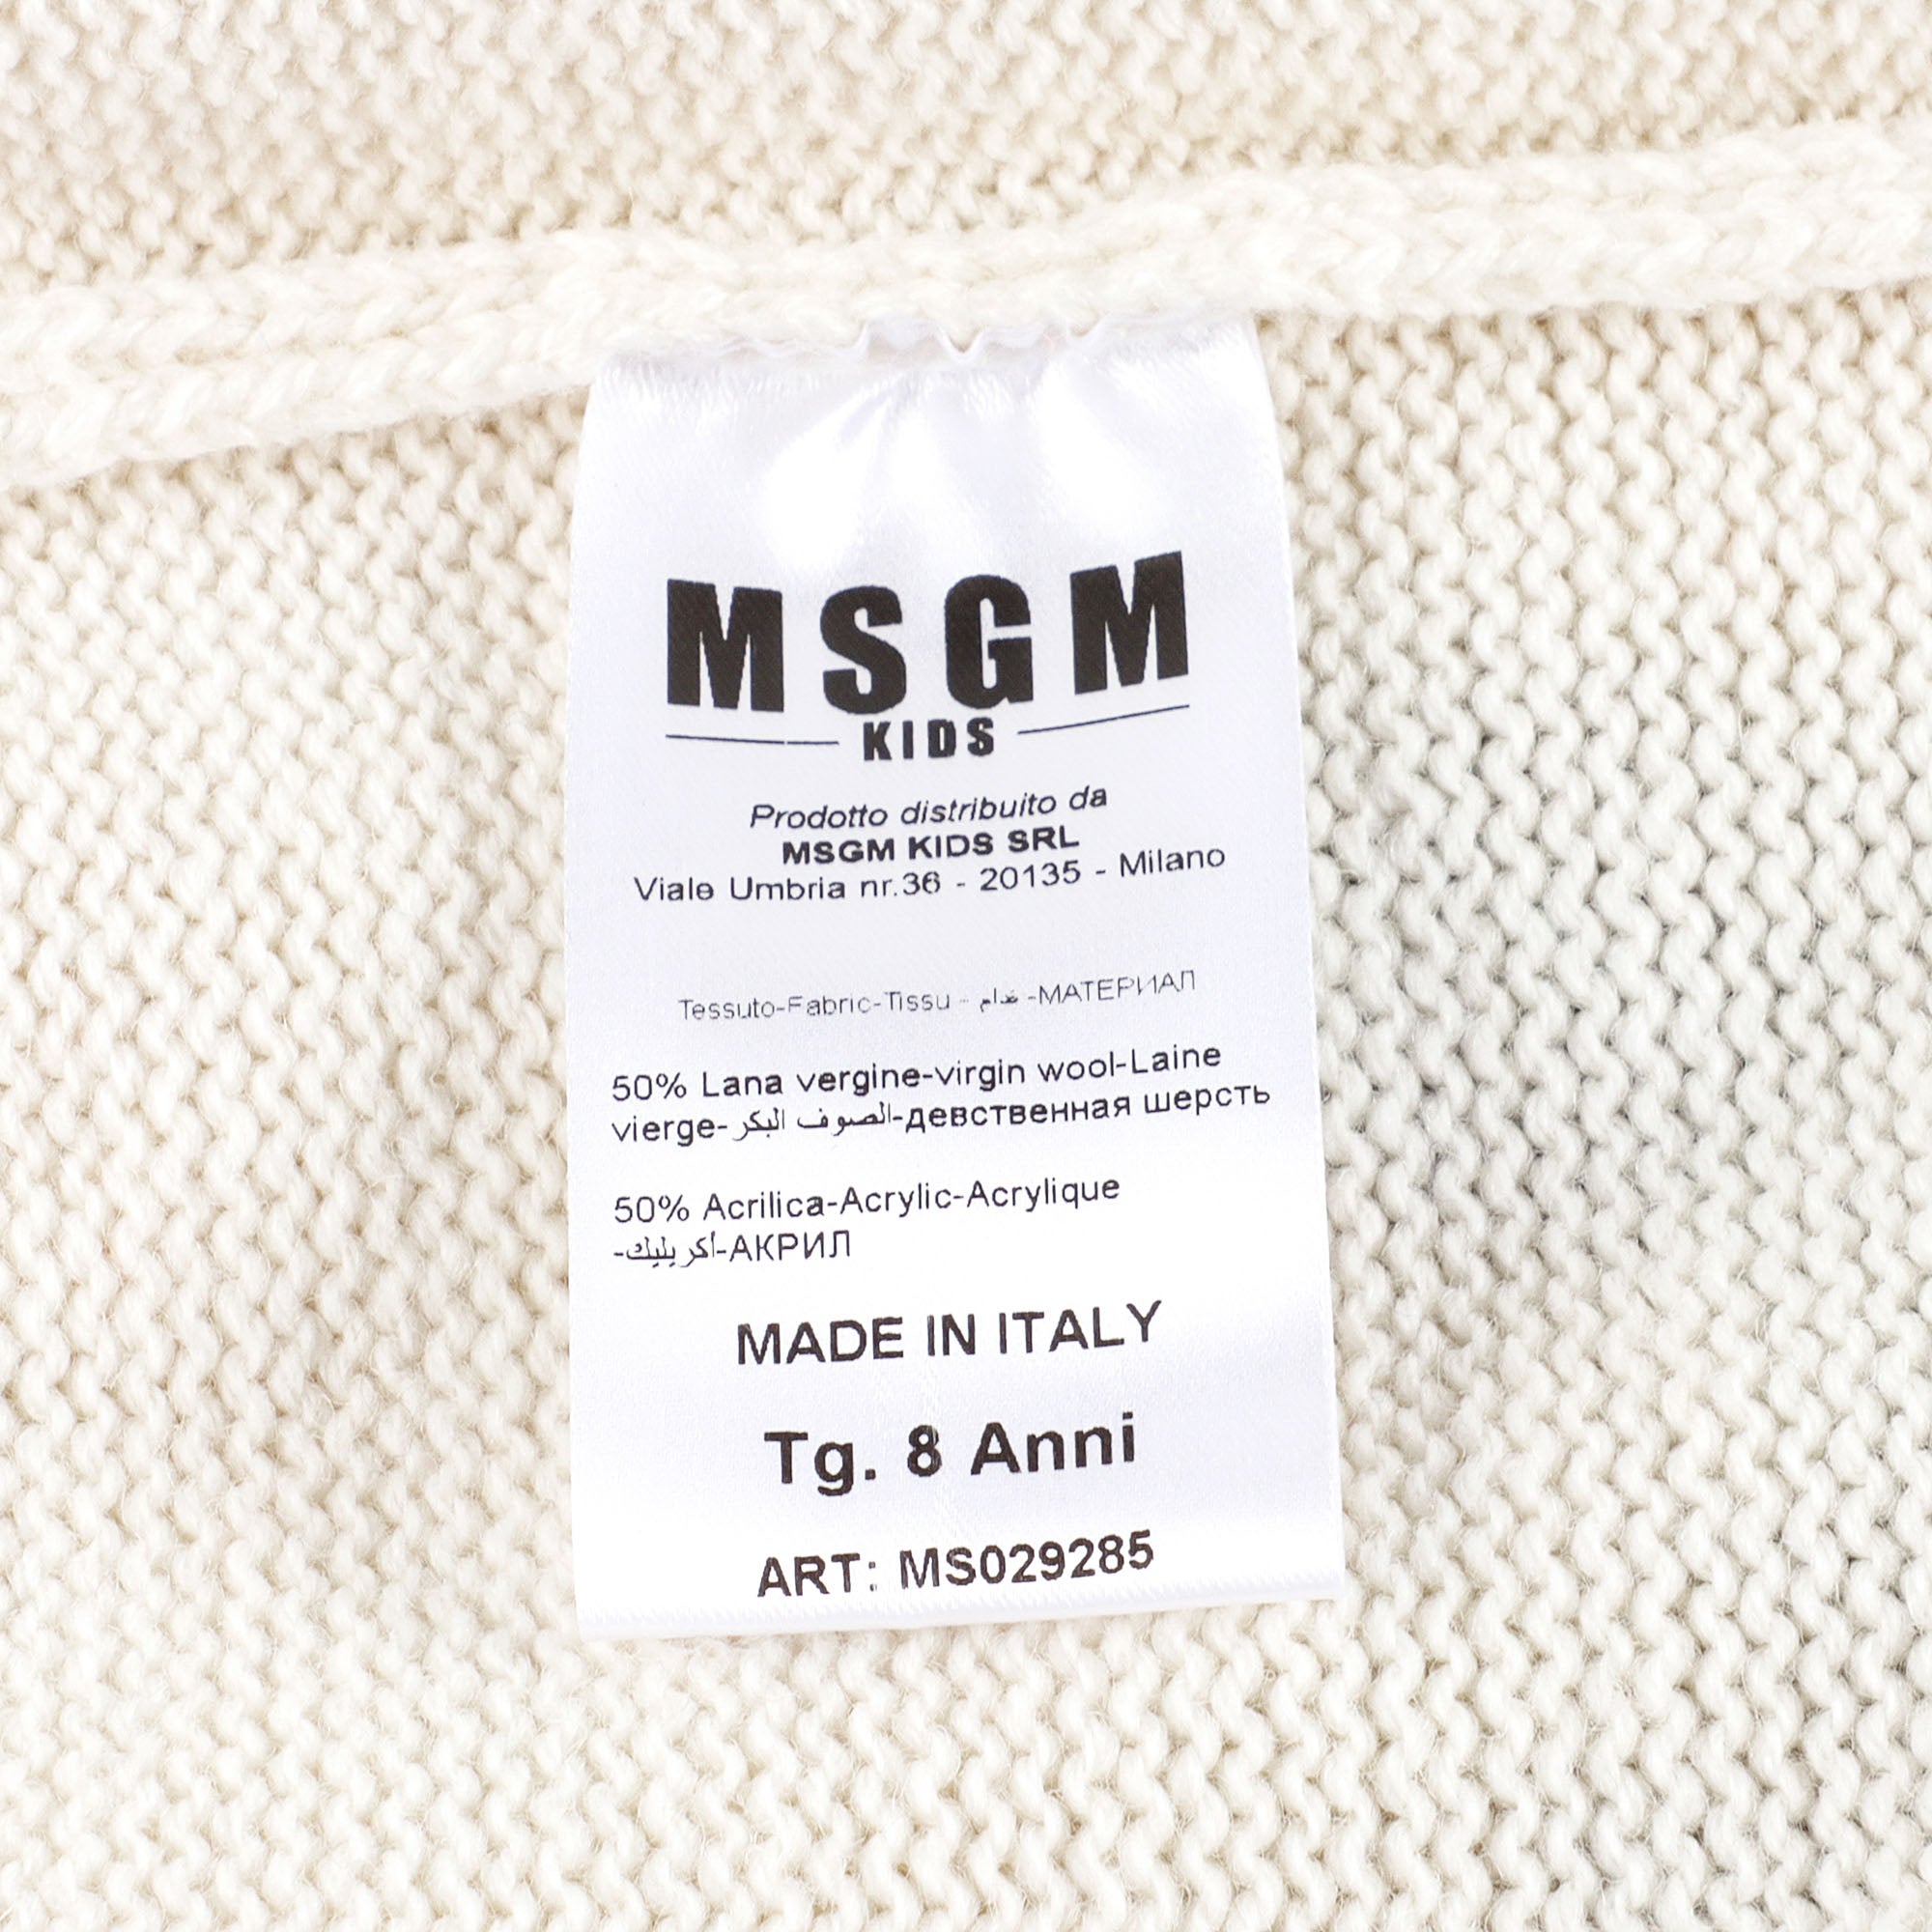 MSGM
KIDS
Prodotto distribuito da
MSGM KIDS SRL
Viale Umbria nr.36 - 20135 - Milano
Tessuto-Fabric-Tissu - -МАТЕРИАЛ
50% Lana vergine-virgin wool-Laine
vierge-الصوف البكر-девственная шерсть
50% Acrilica-Acrylic-Acrylique
-أكريليك-АКРИЛ
MADE IN ITALY
Tg. 8 Anni
ART: MS029285